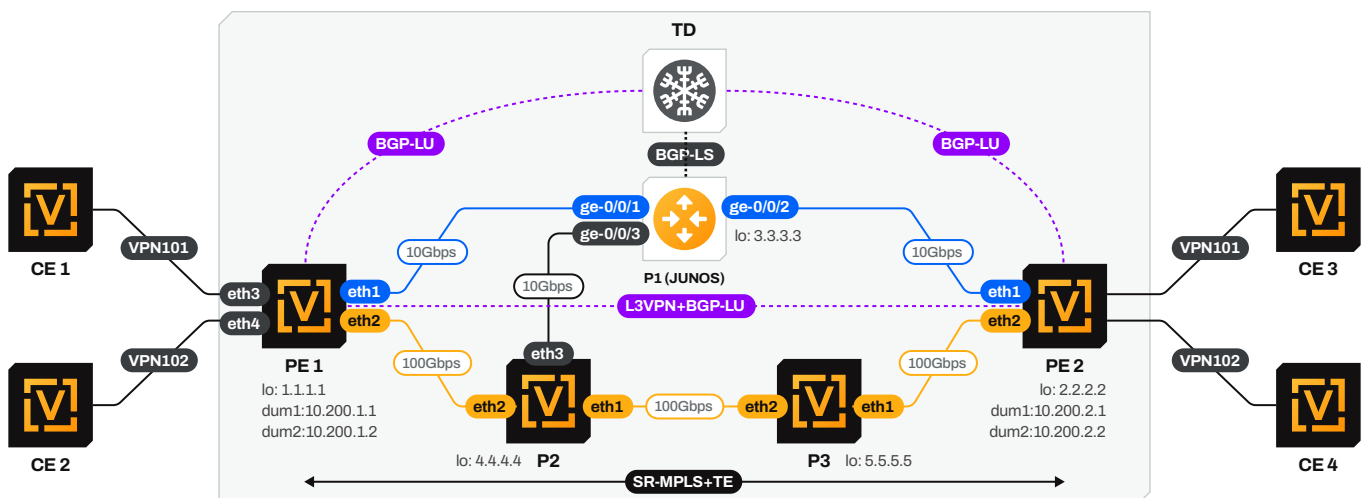 TD
BGP-LU
BGP-LU
BGP-LS
ge-0/0/1
ge-0/0/2
ge-0/0/3
lo: 3.3.3.3
P1 (JUNOS)
10Gbps
10Gbps
10Gbps
CE 1
VPN101
VPN101
CE 3
eth3
eth4
eth1
eth2
L3VPN+BGP-LU
eth1
eth2
VPN102
VPN102
PE 1
lo: 1.1.1.1
dum1:10.200.1.1
dum2:10.200.1.2
100Gbps
eth3
100Gbps
PE 2
lo: 2.2.2.2
dum1:10.200.2.1
dum2:10.200.2.2
eth2
eth1
100Gbps
eth2
eth1
CE 2
lo: 4.4.4.4
P2
P3
lo: 5.5.5.5
CE 4
SR-MPLS+TE